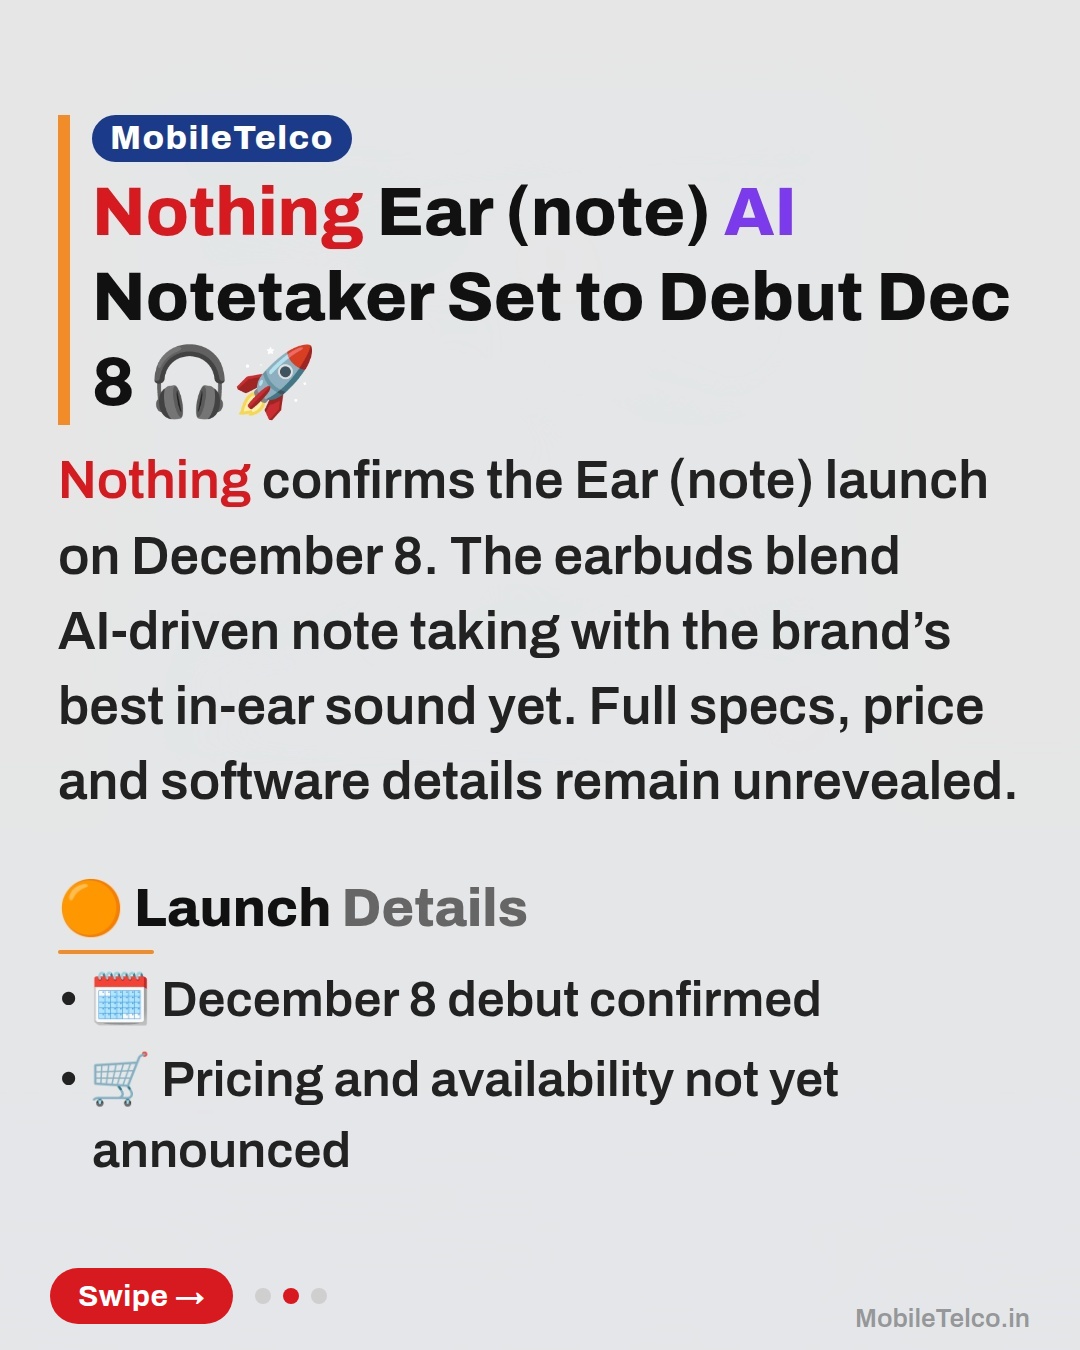 MobileTelco
Nothing Ear (note) AI
Notetaker Set to Debut Dec
8 🎧🚀
Nothing confirms the Ear (note) launch
on December 8. The earbuds blend
AI-driven note taking with the brand’s
best in-ear sound yet. Full specs, price
and software details remain unrevealed.
🟠 Launch Details
• 🗓️ December 8 debut confirmed
• 🛒 Pricing and availability not yet
announced
Swipe →
MobileTelco.in